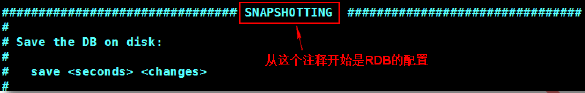 ############################## SNAPSHOTTING ##############################
#
# Save the DB on disk:
#
#   save <seconds> <changes>
#
从这个注释开始是RDB的配置